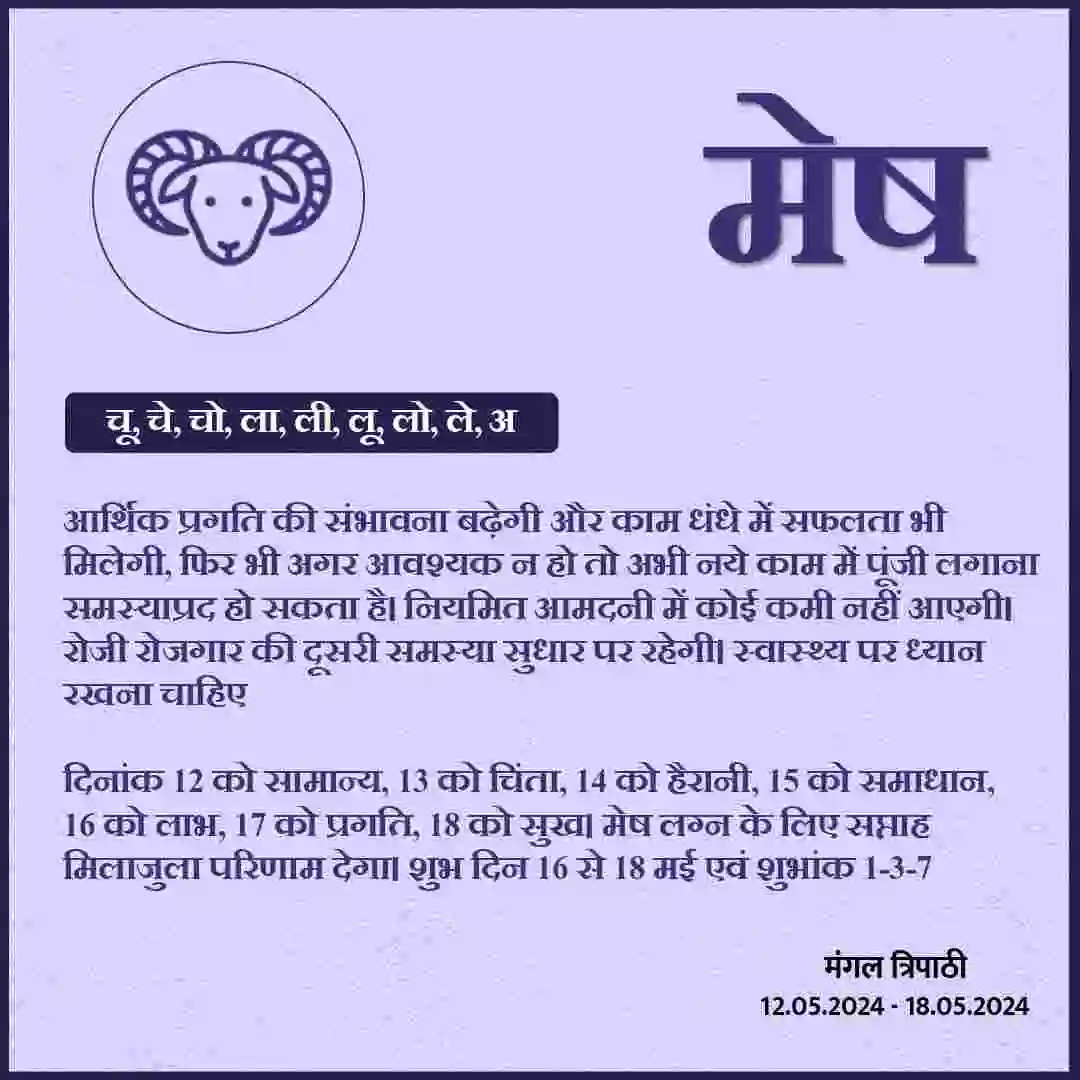 मेष
चू, चे, चो, ला, ली, लू, लो, ले, अ
आर्थिक प्रगति की संभावना बढ़ेगी और काम धंधे में सफलता भी
मिलेगी, फिर भी अगर आवश्यक न हो तो अभी नये काम में पूंजी लगाना
समस्याप्रद हो सकता है। नियमित आमदनी में कोई कमी नहीं आएगी।
रोजी रोजगार की दूसरी समस्या सुधार पर रहेगी। स्वास्थ्य पर ध्यान
रखना चाहिए
दिनांक 12 को सामान्य, 13 को चिंता, 14 को हैरानी, 15 को समाधान,
16 को लाभ, 17 को प्रगति, 18 को सुख। मेष लग्न के लिए सप्ताह
मिलाजुला परिणाम देगा। शुभ दिन 16 से 18 मई एवं शुभांक 1-3-7
मंगल त्रिपाठी
12.05.2024 - 18.05.2024